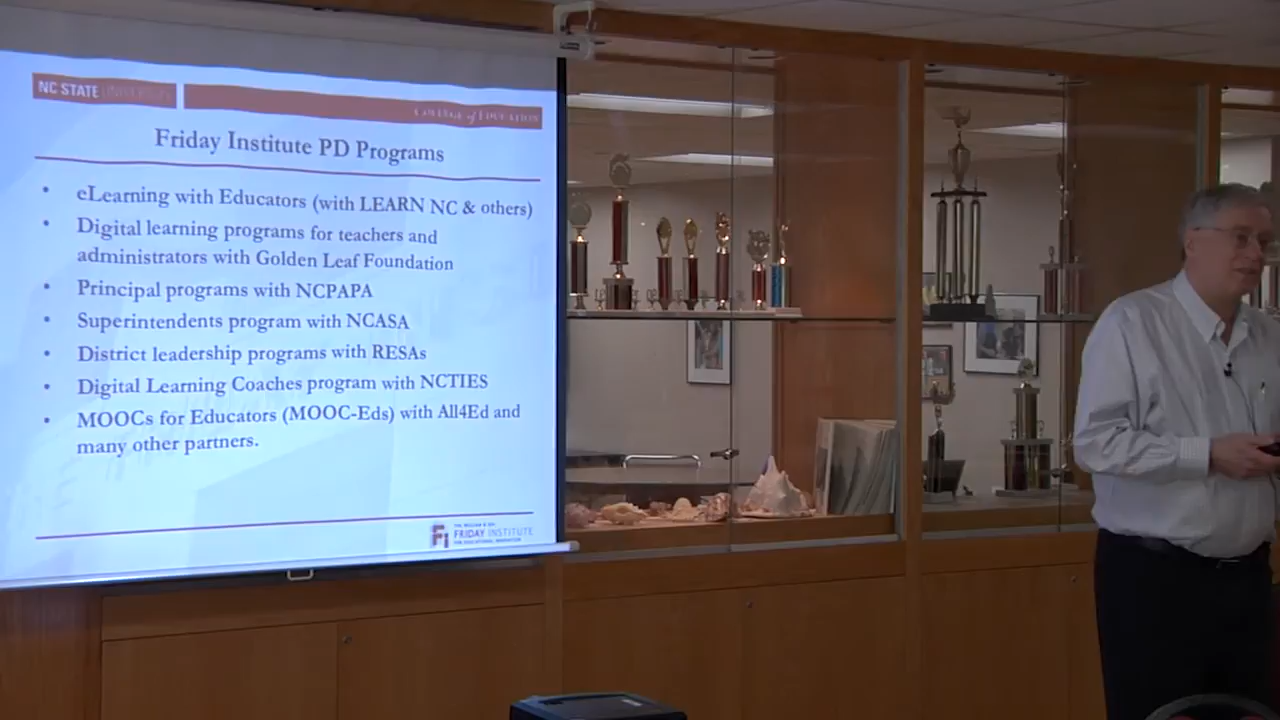 NC STATE UNIVERSITY
COLLEGE of EDUCATION
Friday Institute PD Programs
• eLearning with Educators (with LEARN NC & others)
• Digital learning programs for teachers and
administrators with Golden Leaf Foundation
• Principal programs with NCPAPA
• Superintendents program with NCASA
• District leadership programs with RESAs
• Digital Learning Coaches program with NCTIES
• MOOCs for Educators (MOOC-Eds) with All4Ed and
many other partners.
FRIDAY INSTITUTE
FOR EDUCATIONAL INNOVATION